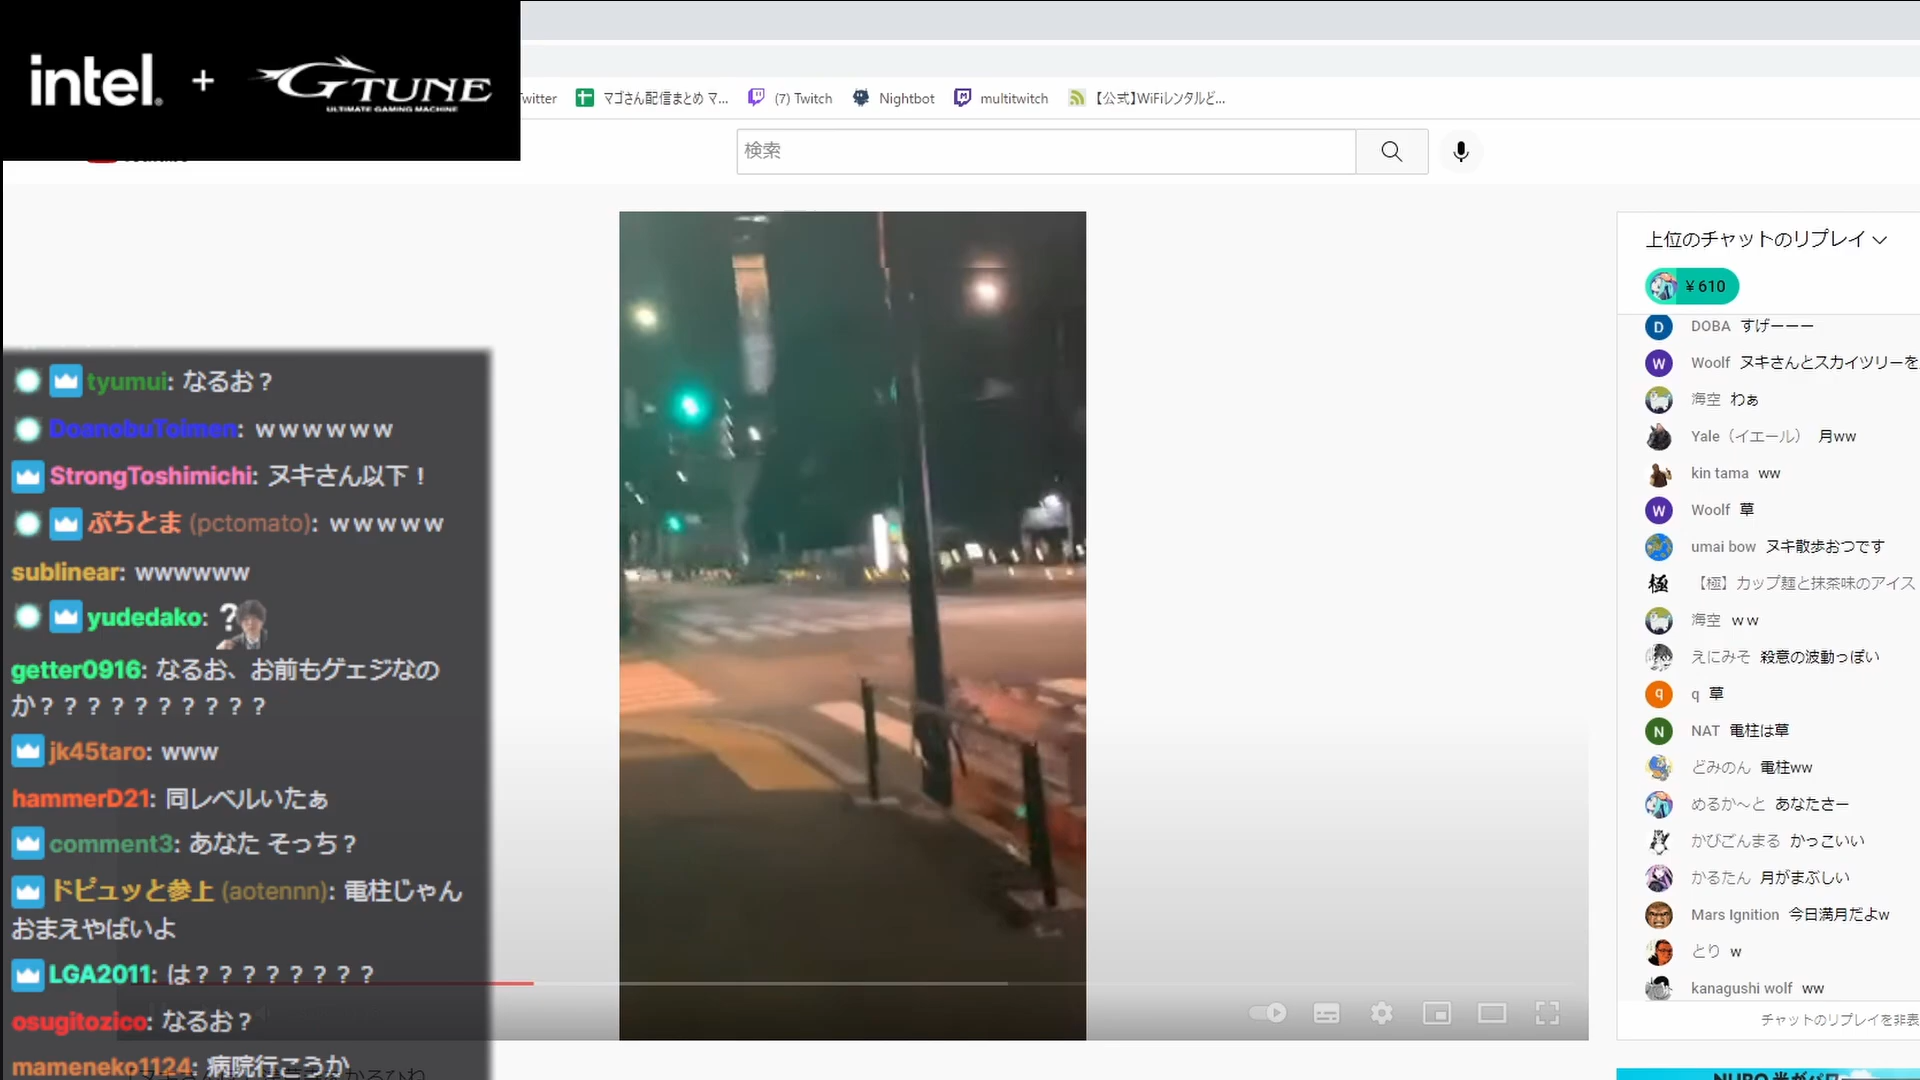 intel. + GTUNE
ULTIMATE GAMING MACHINE
Twitter マゴさん配信まとめ マ... (7) Twitch Nightbot multitwitch 【公式】WiFiレンタルど...
検索
tyumui: なるお？
DoanobuToimen: ｗｗｗｗｗｗ
StrongToshimichi: ヌキさん以下！
ぷちとま (pctomato): ｗｗｗｗｗ
sublinear: wwwwww
yudedako: ?
getter0916: なるお、お前もゲェジなの
か？？？？？？？？？？
jk45taro: www
hammerD21: 同レベルいたぁ
comment3: あなた そっち？
ドピュッと参上 (aotennn): 電柱じゃん
おまえやばいよ
LGA2011: は？？？？？？？？
osugitozico: なるお？
mameneko1124: 病院行こうか
上位のチャットのリプレイ
¥ 610
D DOBA すげーーー
W Woolf ヌキさんとスカイツリーを
海空 わぁ
Yale（イエール） 月ww
kin tama ww
W Woolf 草
umai bow ヌキ散歩おつです
極 【極】カップ麺と抹茶味のアイス
海空 ｗｗ
えにみそ 殺意の波動っぽい
q q 草
N NAT 電柱は草
どみのん 電柱ww
めるか〜と あなたさー
かびごんまる かっこいい
かるたん 月がまぶしい
Mars Ignition 今日満月だよw
とり w
kanagushi wolf ww
チャットのリプレイを非表